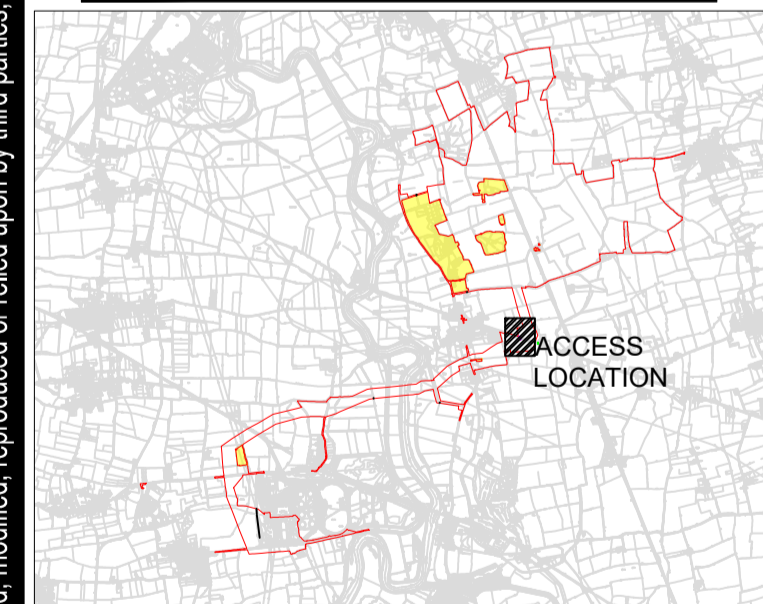 modified, reproduced or relied upon by third parties,
ACCESS
LOCATION